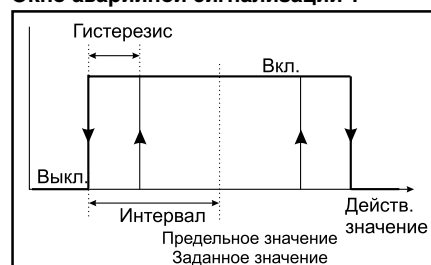 Окно аварийной сигнализации 1
Гистерезис
Вкл.
Выкл.
Интервал
Действ.
значение
Предельное значение
Заданное значение